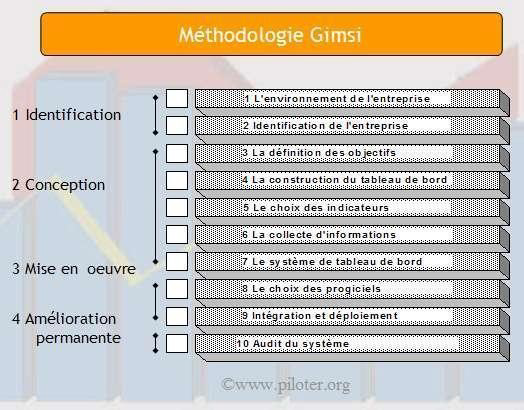 Méthodologie Gimsi
1 Identification
2 Conception
3 Mise en oeuvre
4 Amélioration
permanente
1 L'environnement de l'entreprise
2 Identification de l'entreprise
3 La définition des objectifs
4 La construction du tableau de bord
5 Le choix des indicateurs
6 La collecte d'informations
7 Le système de tableau de bord
8 Le choix des progiciels
9 Intégration et déploiement
10 Audit du système
©www.piloter.org